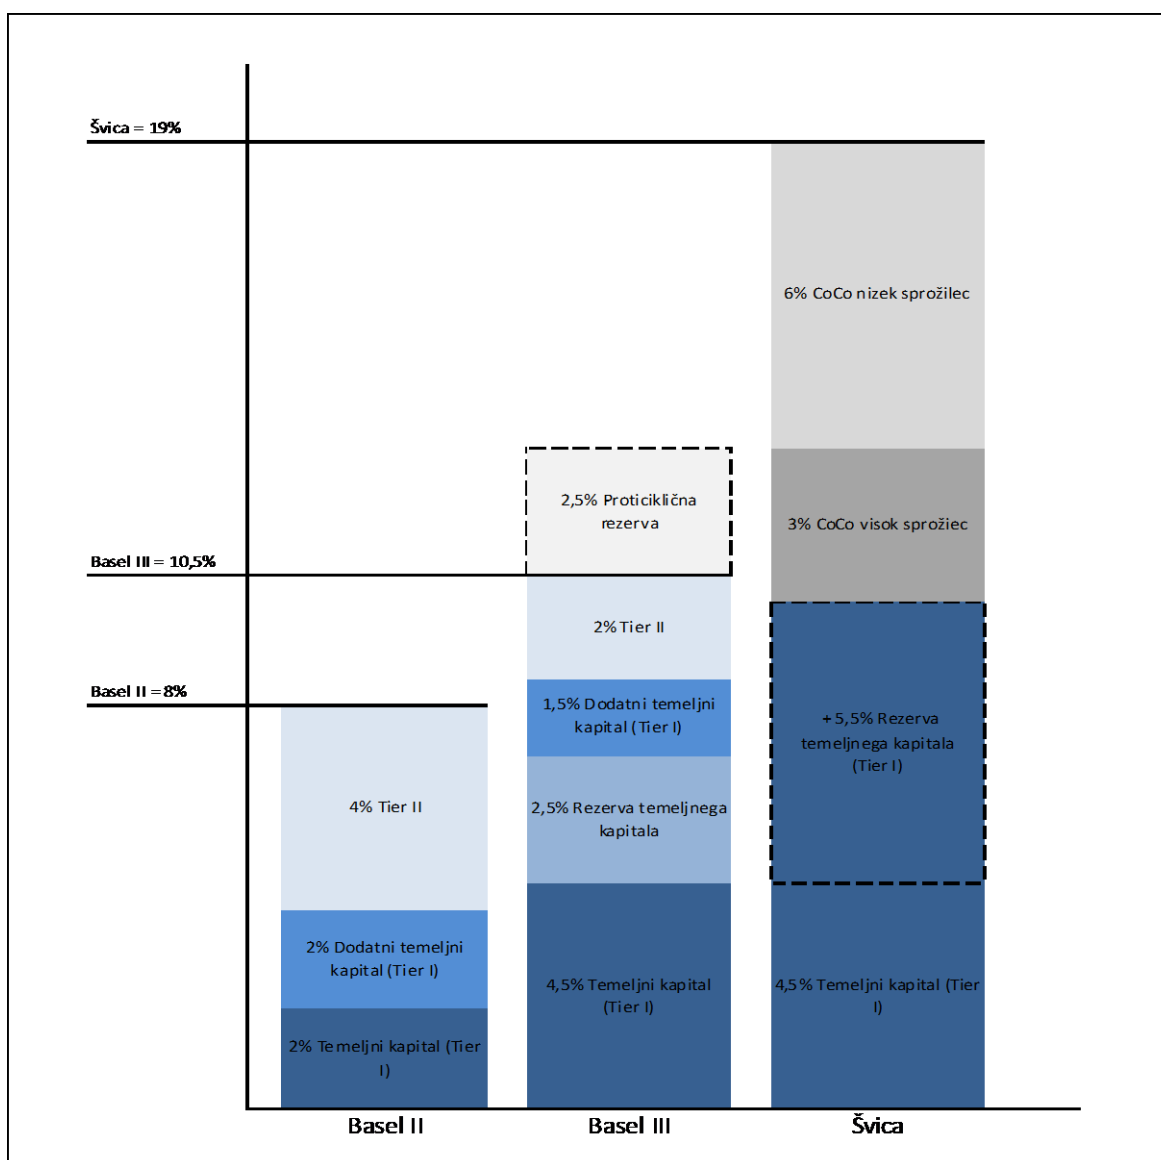 Švica = 19%
6% CoCo nizek sprožilec
2,5% Proticiklična
rezerva
3% CoCo visok sprožiec
Basel III = 10,5%
2% Tier II
Basel II = 8%
1,5% Dodatni temeljni
kapital (Tier I)
+ 5,5% Rezerva
temeljnega kapitala
(Tier I)
4% Tier II
2,5% Rezerva temeljnega
kapitala
2% Dodatni temeljni
kapital (Tier I)
4,5% Temeljni kapital
(Tier I)
4,5% Temeljni kapital (Tier
I)
2% Temeljni kapital (Tier
I)
Basel II
Basel III
Švica